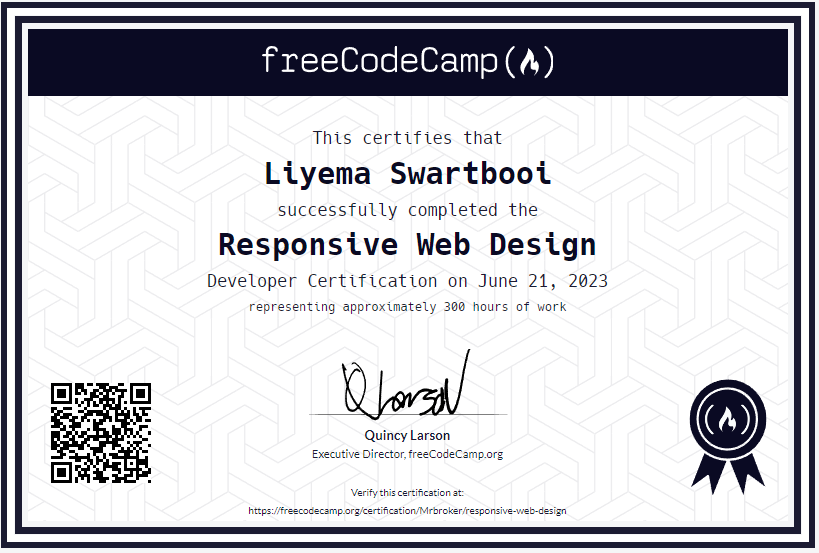 freeCodeCamp
This certifies that
Liyema Swartbooi
successfully completed the
Responsive Web Design
Developer Certification on June 21, 2023
representing approximately 300 hours of work
Quincy Larson
Executive Director, freeCodeCamp.org
Verify this certification at:
https://freecodecamp.org/certification/Mrbroker/responsive-web-design